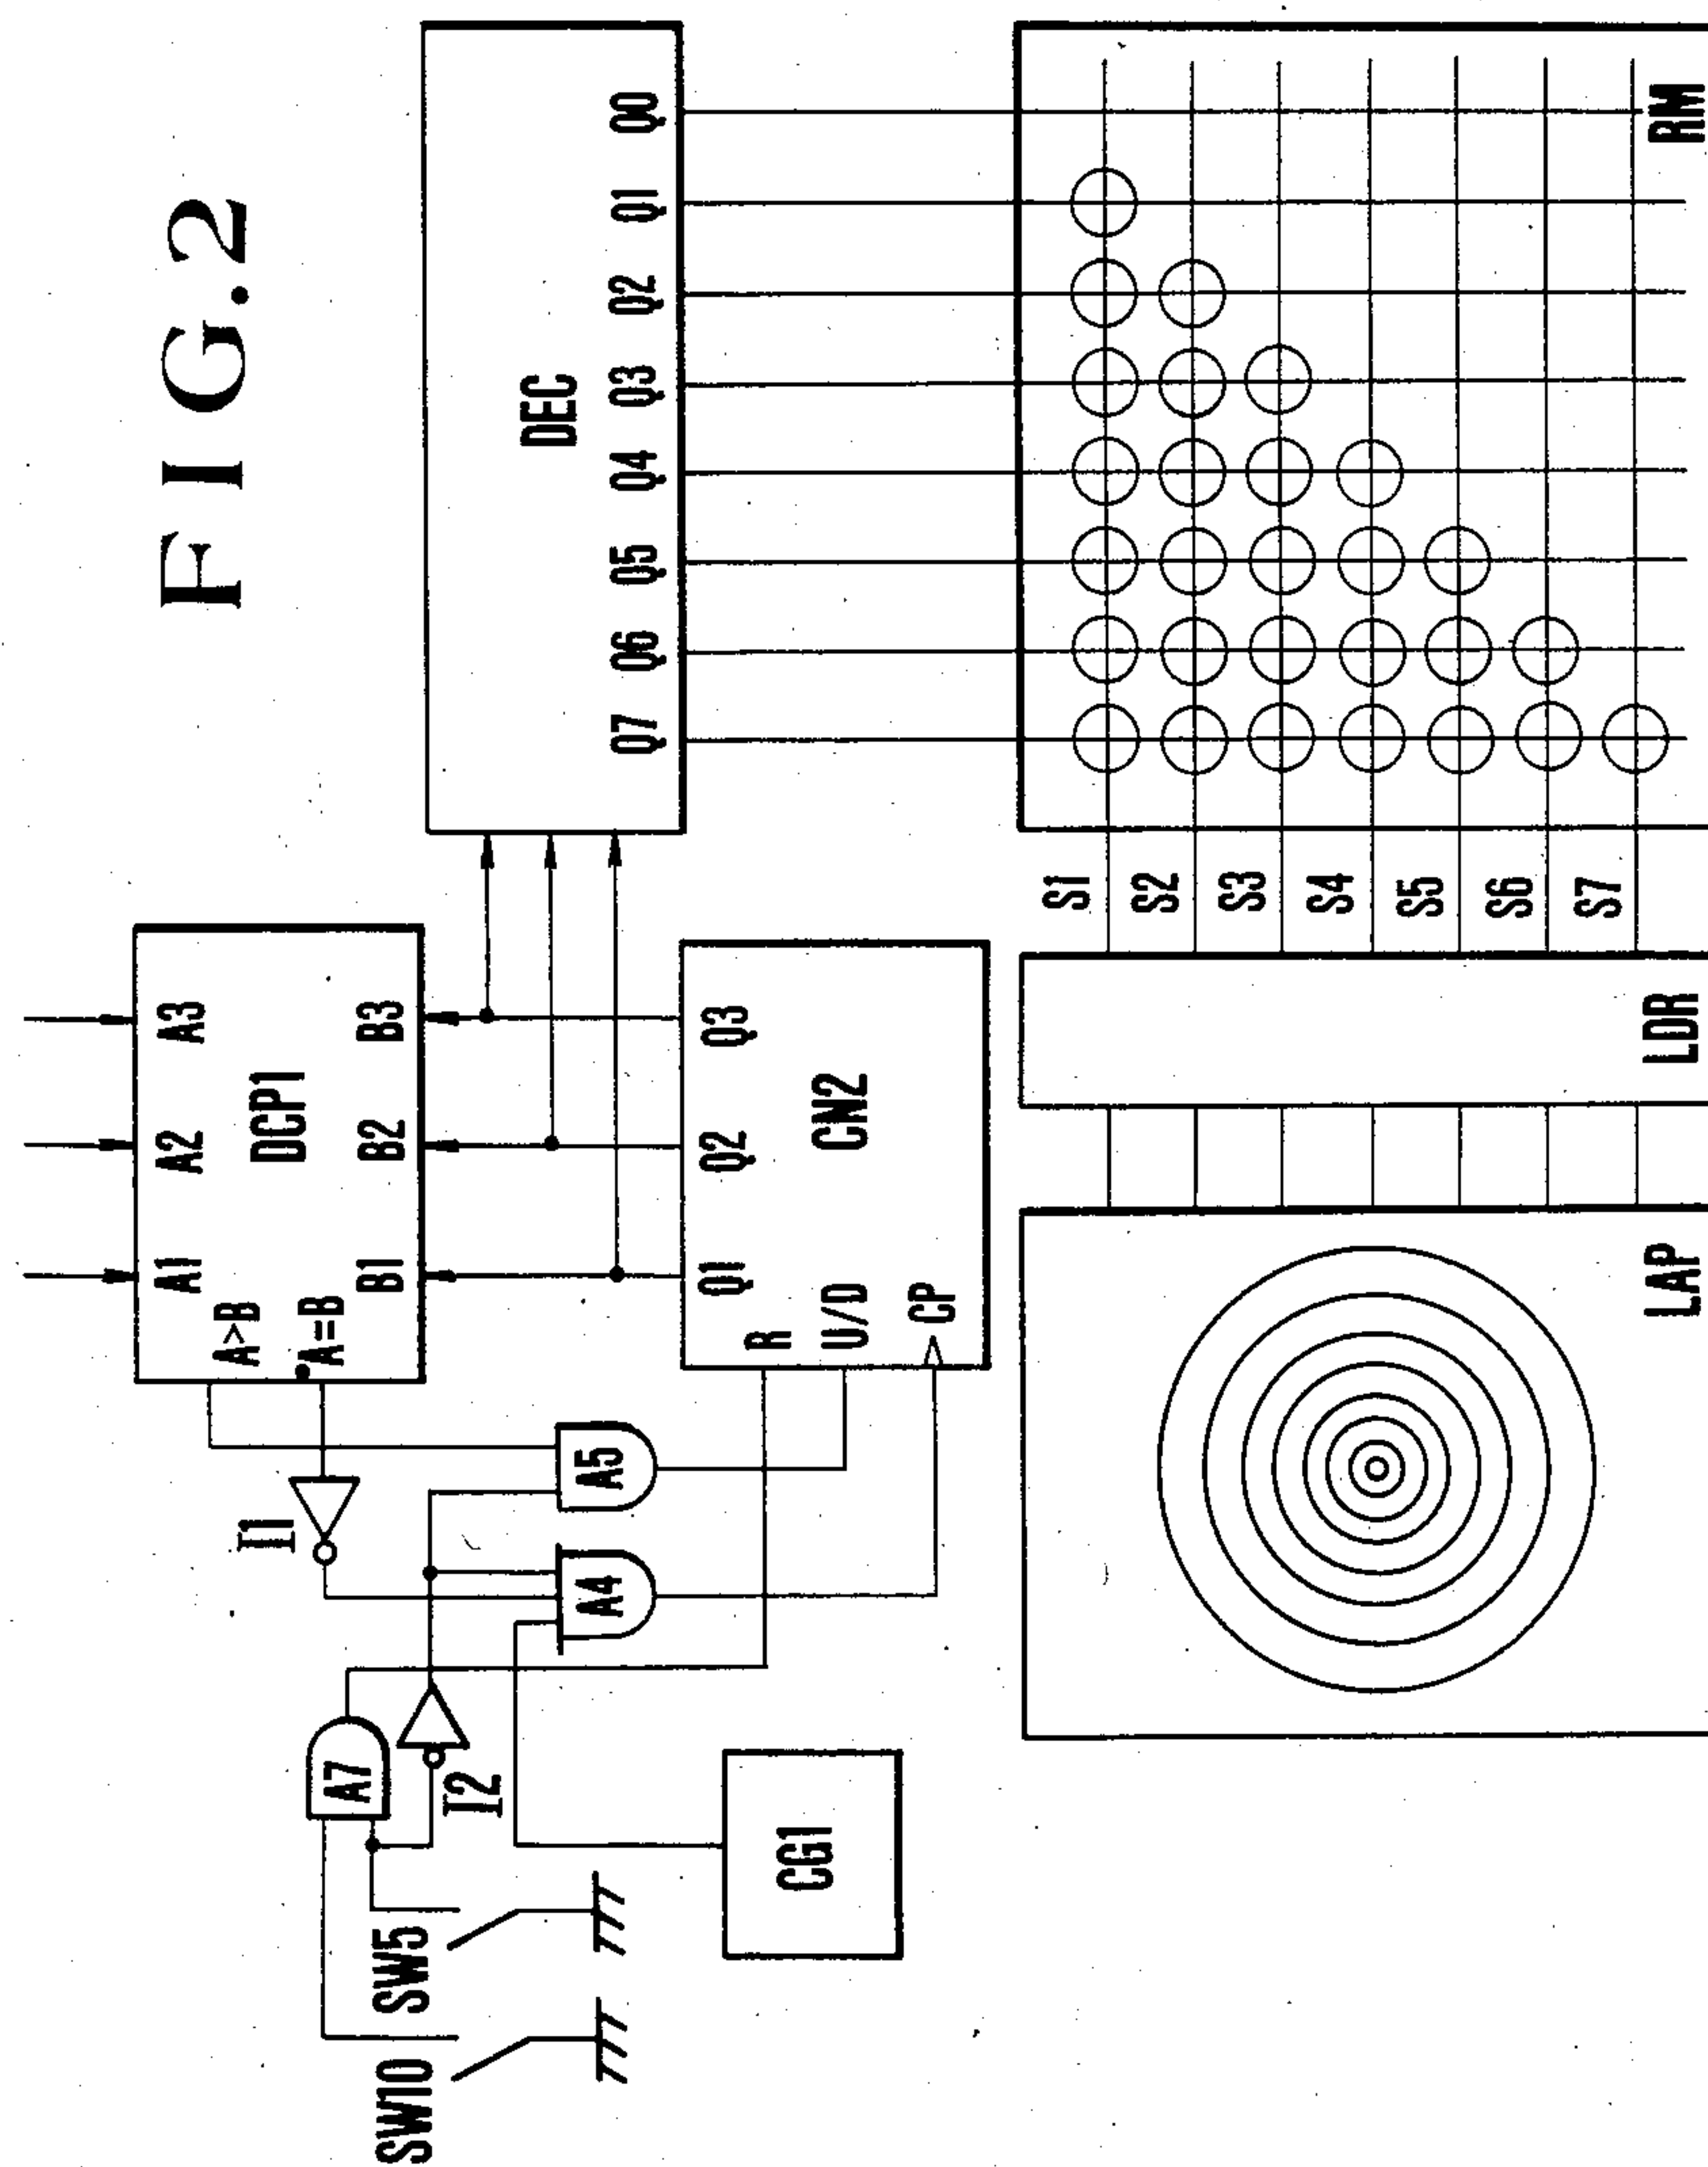 FIG.2
A1 A2 A3
A>B
DCP1
A=B
B1 B2 B3
DEC
Q7 Q6 Q5 Q4 Q3 Q2 Q1 Q0
I1
A7
I2
A4
A5
SW10
SW5
CG1
Q1 Q2 Q3
R
U/D
CP
CN2
S1
S2
S3
S4
S5
S6
S7
LAP
LDR
RM